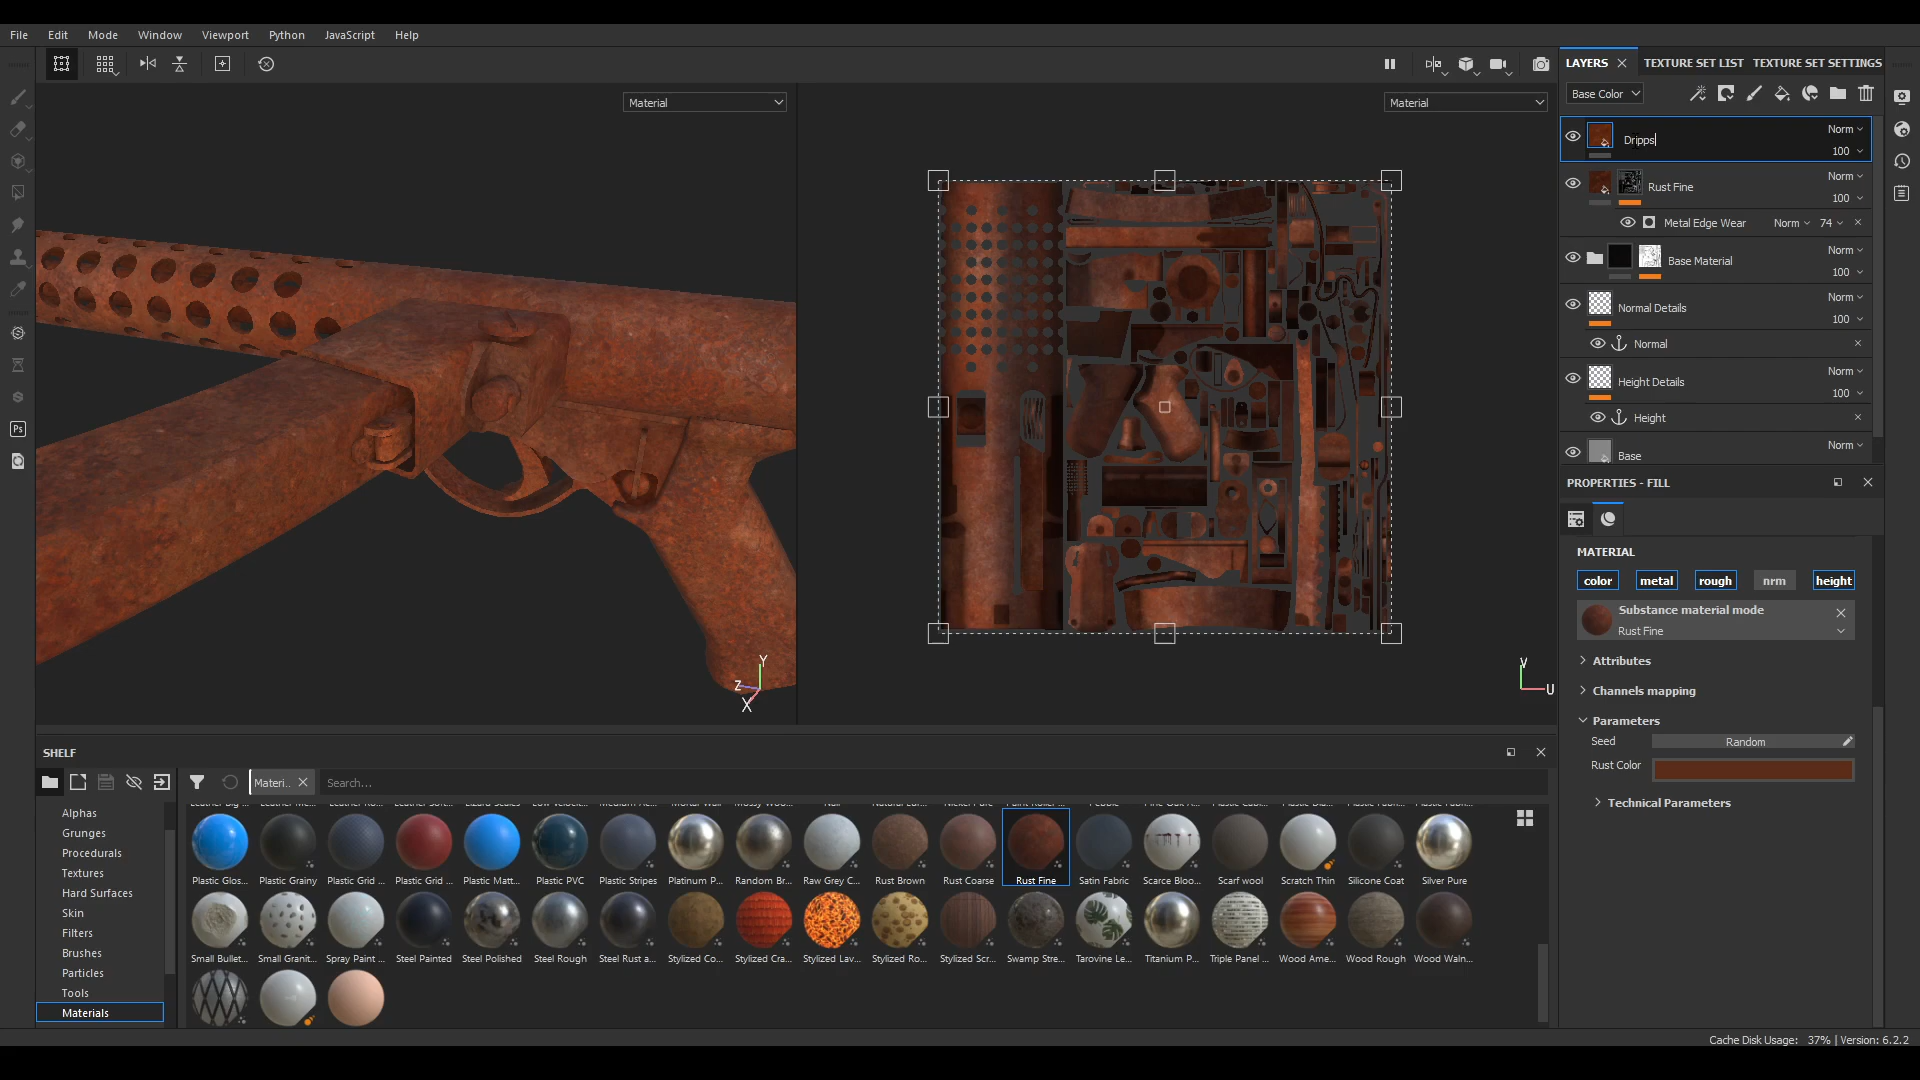 File Edit Mode Window Viewport Python JavaScript Help
Material
Material
LAYERS TEXTURE SET LIST TEXTURE SET SETTINGS
Base Color
Dripps Norm
100
Rust Fine Norm
100
Metal Edge Wear Norm 74
Base Material Norm
100
Normal Details Norm
100
Normal
Height Details Norm
100
Height
Base Norm
PROPERTIES - FILL
MATERIAL
color metal rough nrm height
Substance material mode
Rust Fine
Attributes
Channels mapping
Parameters
Seed Random
Rust Color
Technical Parameters
Ps
Y
Z
X
V
U
SHELF
Materi.. Search...
Alphas
Grunges
Procedurals
Textures
Hard Surfaces
Skin
Filters
Brushes
Particles
Tools
Materials
Plastic Glos... Plastic Grainy Plastic Grid ... Plastic Grid ... Plastic Matt... Plastic PVC Plastic Stripes Platinum P... Random Br... Raw Grey C... Rust Brown Rust Coarse Rust Fine Satin Fabric Scarce Bloo... Scarf wool Scratch Thin Silicone Coat Silver Pure
Small Bullet... Small Granit... Spray Paint ... Steel Painted Steel Polished Steel Rough Steel Rust a... Stylized Co... Stylized Cra... Stylized Lav... Stylized Ro... Stylized Scr... Swamp Stre... Tarovine Le... Titanium P... Triple Panel ... Wood Ame... Wood Rough Wood Waln...
Cache Disk Usage: 37% | Version: 6.2.2